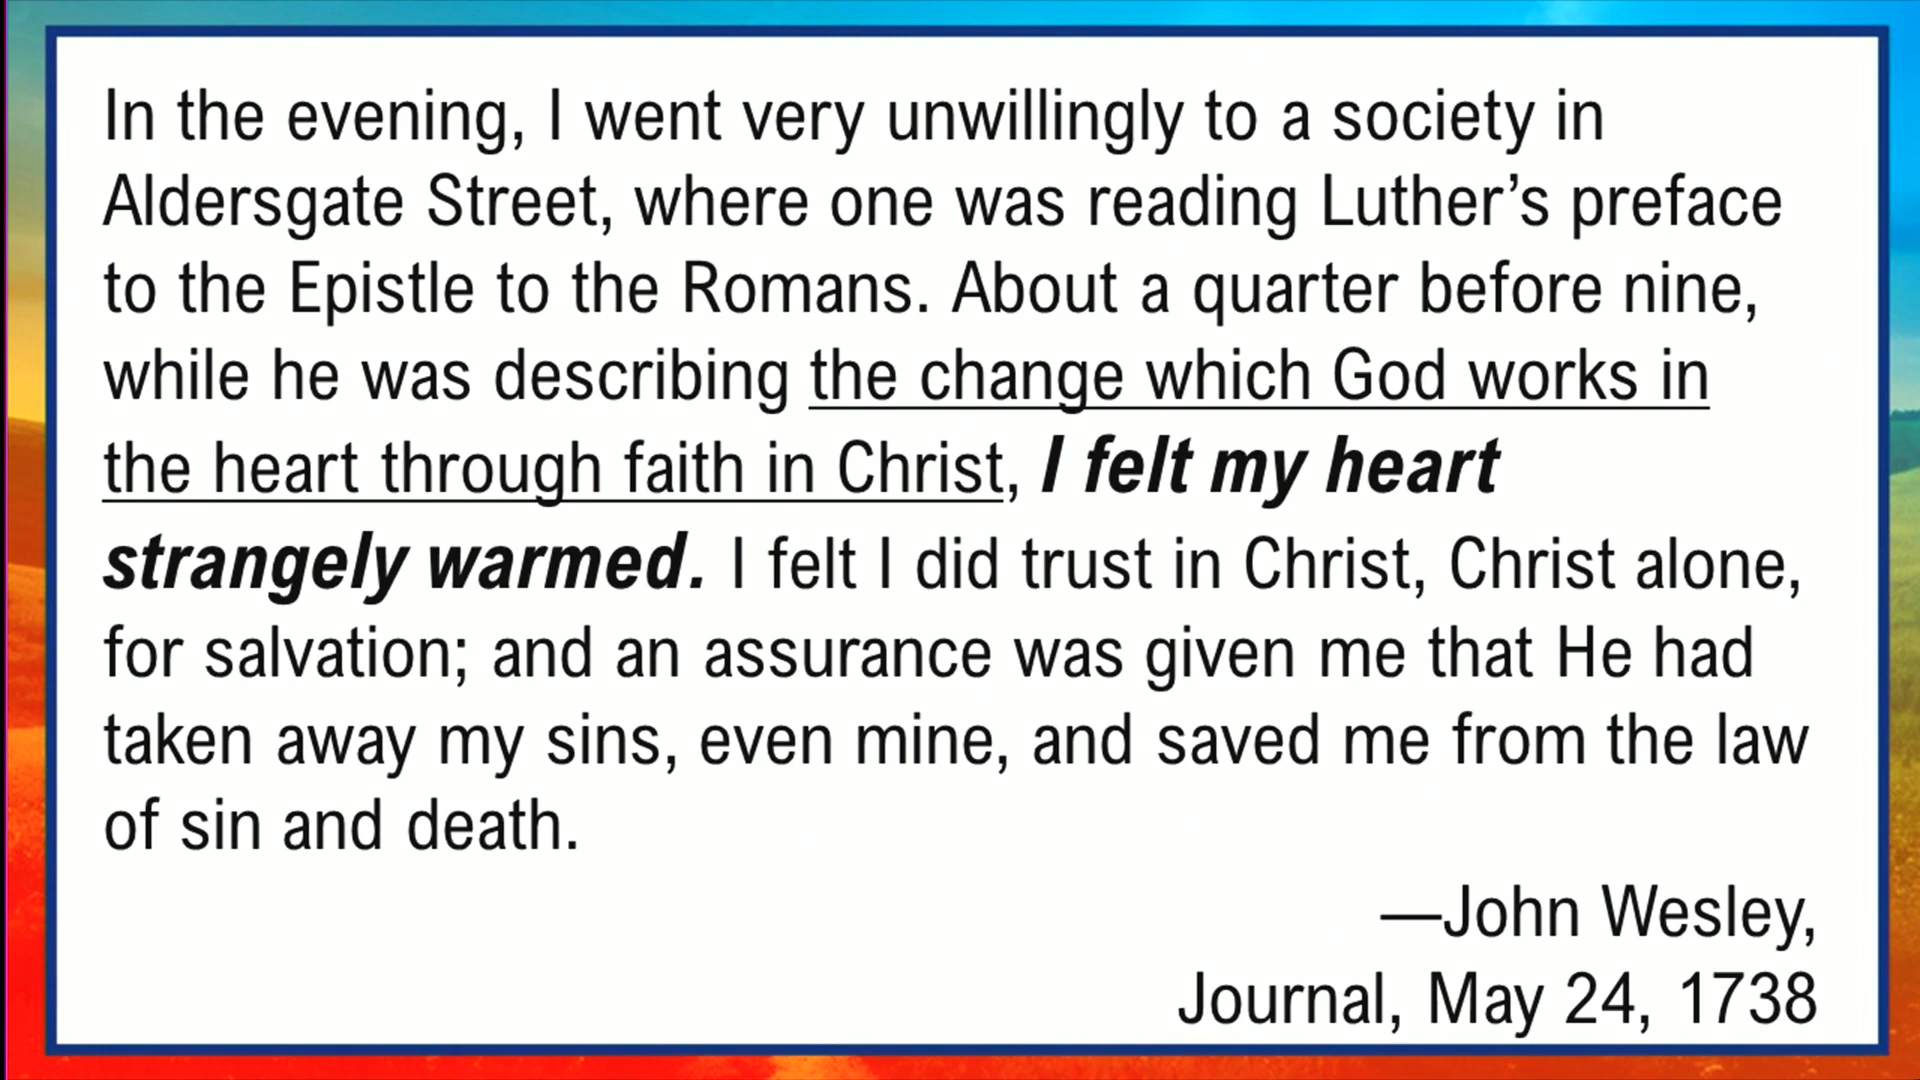 In the evening, I went very unwillingly to a society in
Aldersgate Street, where one was reading Luther’s preface
to the Epistle to the Romans. About a quarter before nine,
while he was describing the change which God works in
the heart through faith in Christ, I felt my heart
strangely warmed. I felt I did trust in Christ, Christ alone,
for salvation; and an assurance was given me that He had
taken away my sins, even mine, and saved me from the law
of sin and death.
—John Wesley,
Journal, May 24, 1738